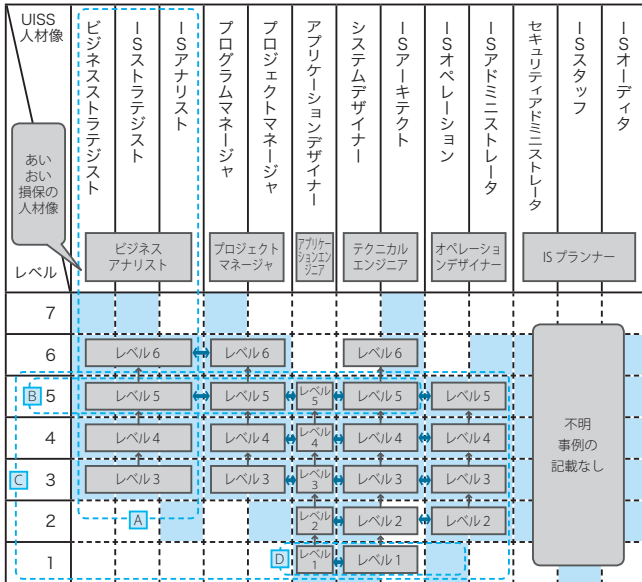 UISS
人材像
ビジネスストラテジスト
ISストラテジスト
ISアナリスト
プログラムマネージャ
プロジェクトマネージャ
アプリケーションデザイナー
システムデザイナー
ISアーキテクト
ISオペレーション
ISアドミニストレータ
セキュリティアドミニストレータ
ISスタッフ
ISオーディタ
あい
おい
損保の
人材像
レベル
ビジネス
アナリスト
プロジェクト
マネージャ
アプリケー
ションエン
ジニア
テクニカル
エンジニア
オペレーショ
ンデザイナー
IS プランナー
7
6
レベル 6
レベル 6
レベル 6
B
5
レベル 5
レベル 5
レベル
5
レベル 5
レベル 5
4
レベル 4
レベル 4
レベル
4
レベル 4
レベル 4
C
3
レベル 3
レベル 3
レベル
3
レベル 3
レベル 3
2
A
レベル
2
レベル 2
レベル 2
1
D
レベル
1
レベル 1
不明
事例の
記載なし